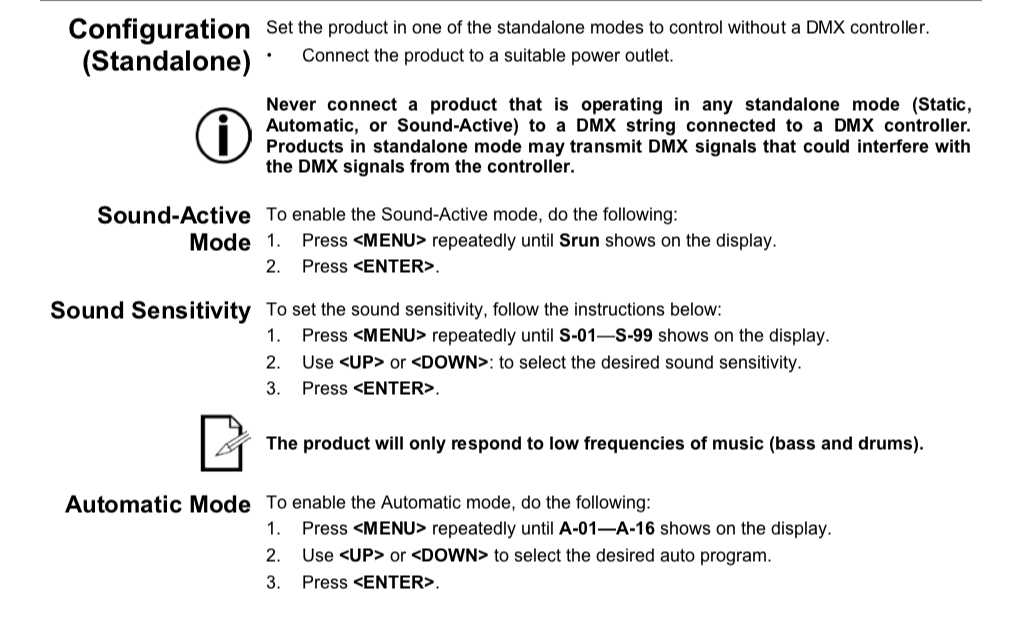 Configuration (Standalone)
Set the product in one of the standalone modes to control without a DMX controller.
• Connect the product to a suitable power outlet.
Never connect a product that is operating in any standalone mode (Static,
Automatic, or Sound-Active) to a DMX string connected to a DMX controller.
Products in standalone mode may transmit DMX signals that could interfere with
the DMX signals from the controller.
Sound-Active Mode
To enable the Sound-Active mode, do the following:
1. Press <MENU> repeatedly until Srun shows on the display.
2. Press <ENTER>.
Sound Sensitivity
To set the sound sensitivity, follow the instructions below:
1. Press <MENU> repeatedly until S-01—S-99 shows on the display.
2. Use <UP> or <DOWN>: to select the desired sound sensitivity.
3. Press <ENTER>.
The product will only respond to low frequencies of music (bass and drums).
Automatic Mode
To enable the Automatic mode, do the following:
1. Press <MENU> repeatedly until A-01—A-16 shows on the display.
2. Use <UP> or <DOWN> to select the desired auto program.
3. Press <ENTER>.